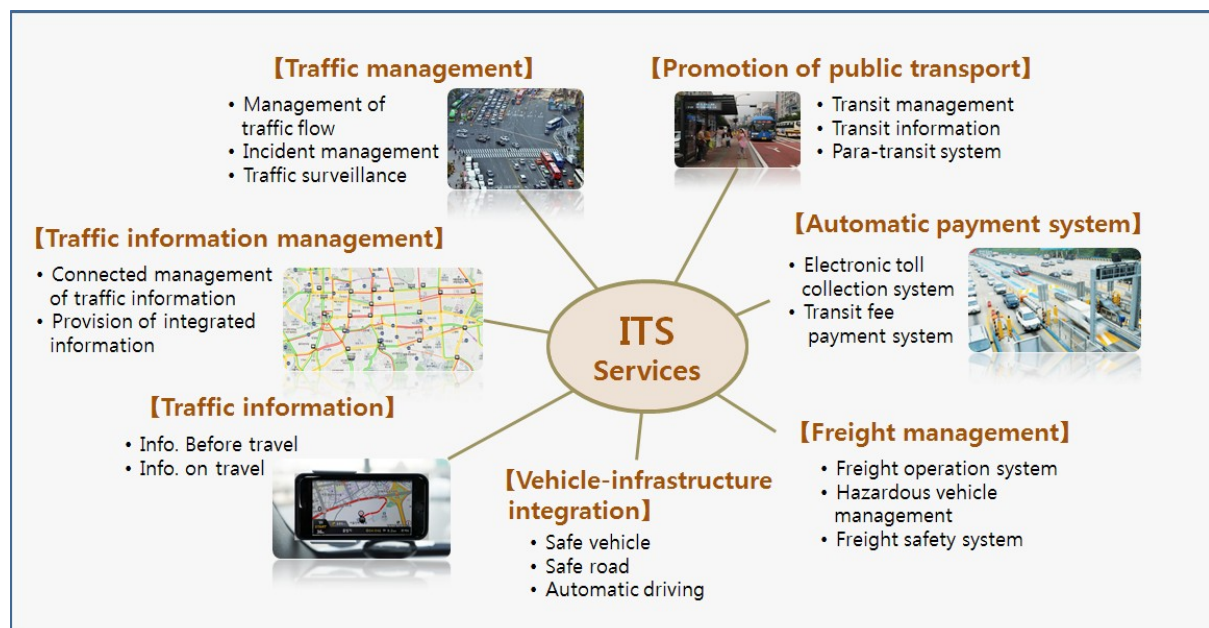 【Traffic management】
• Management of
traffic flow
• Incident management
• Traffic surveillance
【Promotion of public transport】
• Transit management
• Transit information
• Para-transit system
【Traffic information management】
• Connected management
of traffic information
• Provision of integrated
information
【Automatic payment system】
• Electronic toll
collection system
• Transit fee
payment system
ITS
Services
【Traffic information】
• Info. Before travel
• Info. on travel
【Vehicle-infrastructure
integration】
• Safe vehicle
• Safe road
• Automatic driving
【Freight management】
• Freight operation system
• Hazardous vehicle
management
• Freight safety system